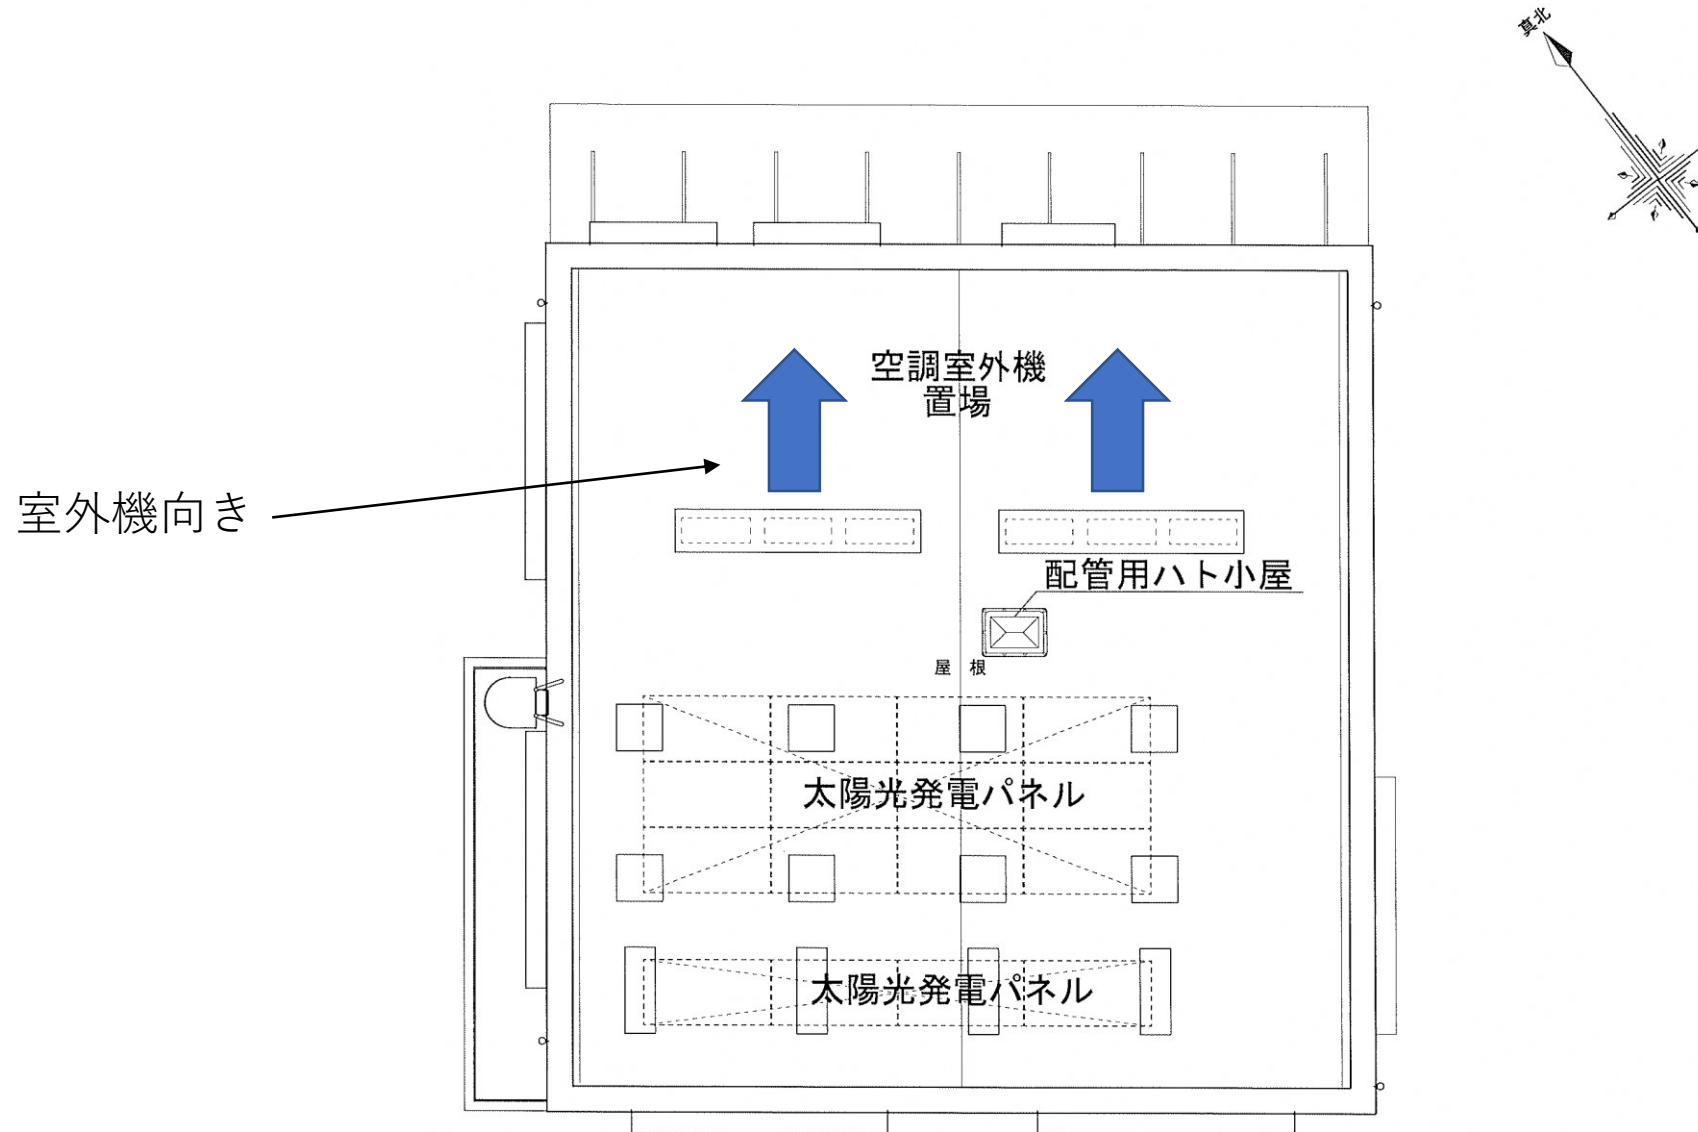 真北
空調室外機
置場
室外機向き
配管用ハト小屋
屋 根
太陽光発電パネル
太陽光発電パネル